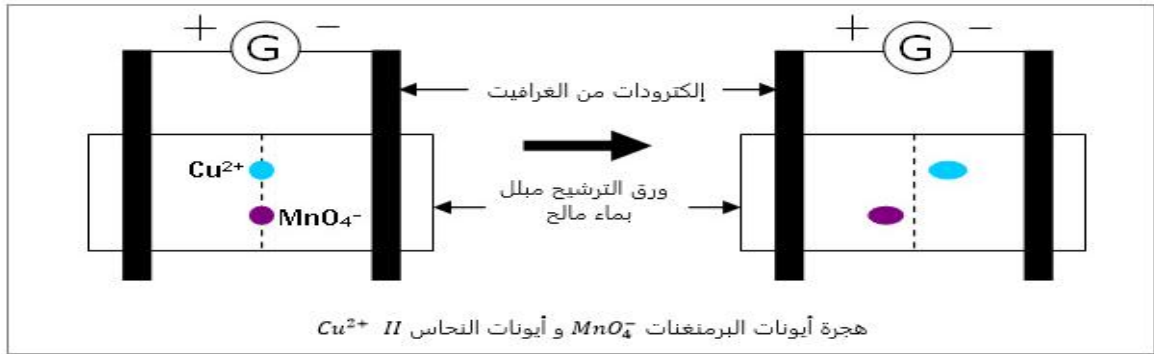 + G −
+ G −
إلكترودات من الغرافيت
Cu²⁺
MnO₄⁻
ورق الترشيح مبلل
بماء مالح
هجرة أيونات البرمنغنات MnO₄⁻ و أيونات النحاس Cu²⁺ II